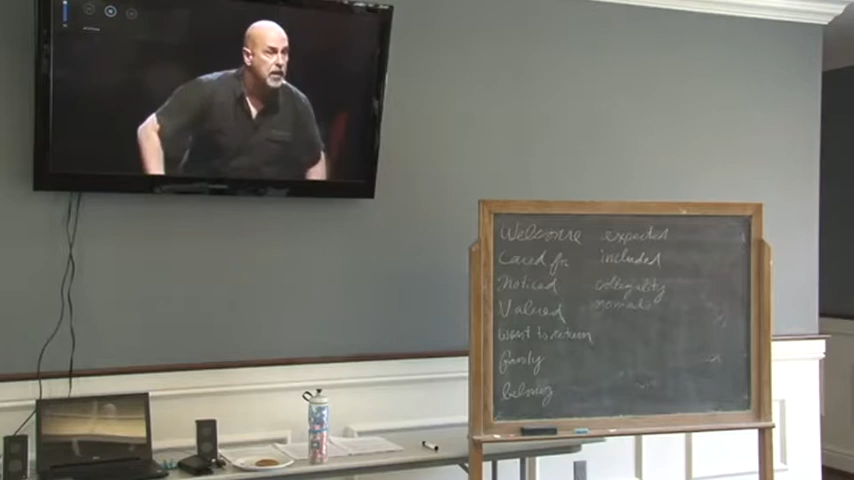 Welcome expected
Cared for included
Noticed collegiality
Valued
want to return
family
belong